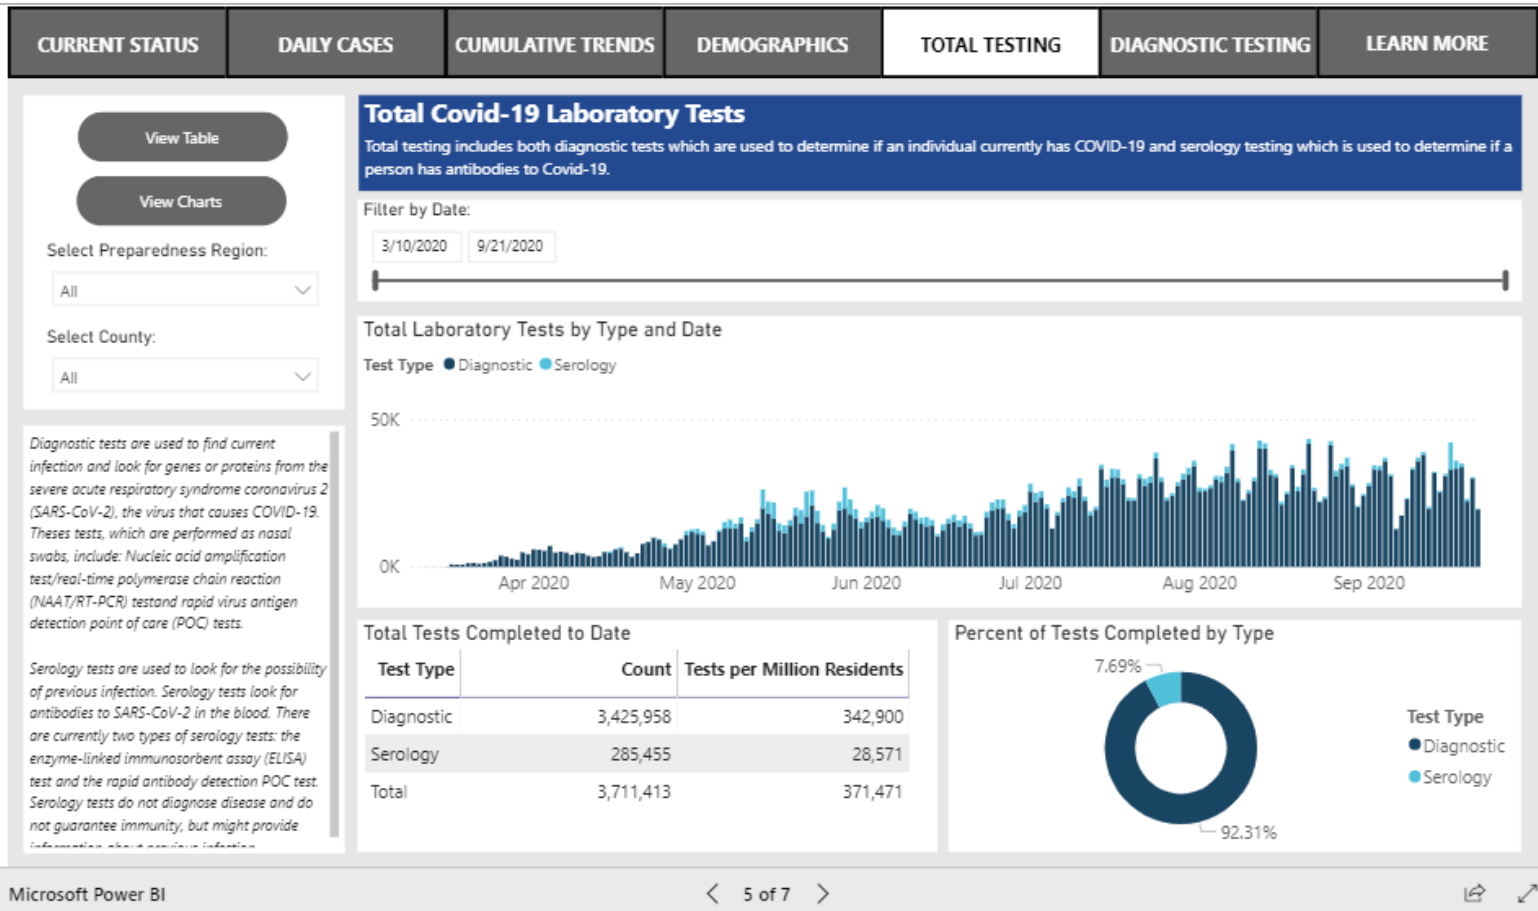 CURRENT STATUS
DAILY CASES
CUMULATIVE TRENDS
DEMOGRAPHICS
TOTAL TESTING
DIAGNOSTIC TESTING
LEARN MORE
View Table
View Charts
Select Preparedness Region:
All
Select County:
All
Diagnostic tests are used to find current
infection and look for genes or proteins from the
severe acute respiratory syndrome coronavirus 2
(SARS-CoV-2), the virus that causes COVID-19.
Theses tests, which are performed as nasal
swabs, include: Nucleic acid amplification
test/real-time polymerase chain reaction
(NAAT/RT-PCR) testand rapid virus antigen
detection point of care (POC) tests.
Serology tests are used to look for the possibility
of previous infection. Serology tests look for
antibodies to SARS-CoV-2 in the blood. There
are currently two types of serology tests: the
enzyme-linked immunosorbent assay (ELISA)
test and the rapid antibody detection POC test.
Serology tests do not diagnose disease and do
not guarantee immunity, but might provide
information about previous infection
Total Covid-19 Laboratory Tests
Total testing includes both diagnostic tests which are used to determine if an individual currently has COVID-19 and serology testing which is used to determine if a
person has antibodies to Covid-19.
Filter by Date:
3/10/2020 9/21/2020
Total Laboratory Tests by Type and Date
Test Type Diagnostic Serology
50K
0K
Apr 2020 May 2020 Jun 2020 Jul 2020 Aug 2020 Sep 2020
Total Tests Completed to Date
Test Type Count Tests per Million Residents
Diagnostic 3,425,958 342,900
Serology 285,455 28,571
Total 3,711,413 371,471
Percent of Tests Completed by Type
7.69%
92.31%
Test Type
Diagnostic
Serology
Microsoft Power BI
5 of 7